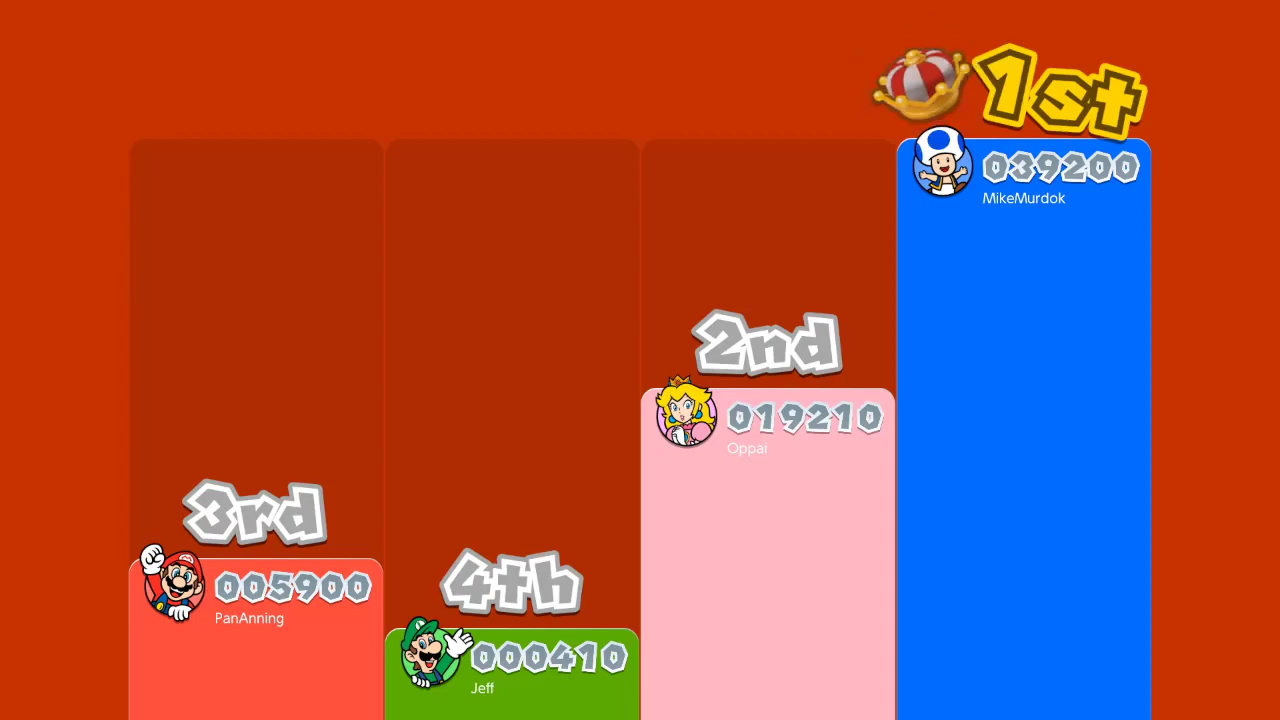 1st
039200
MikeMurdok
2nd
019210
Oppai
3rd
005900
PanAnning
4th
000410
Jeff